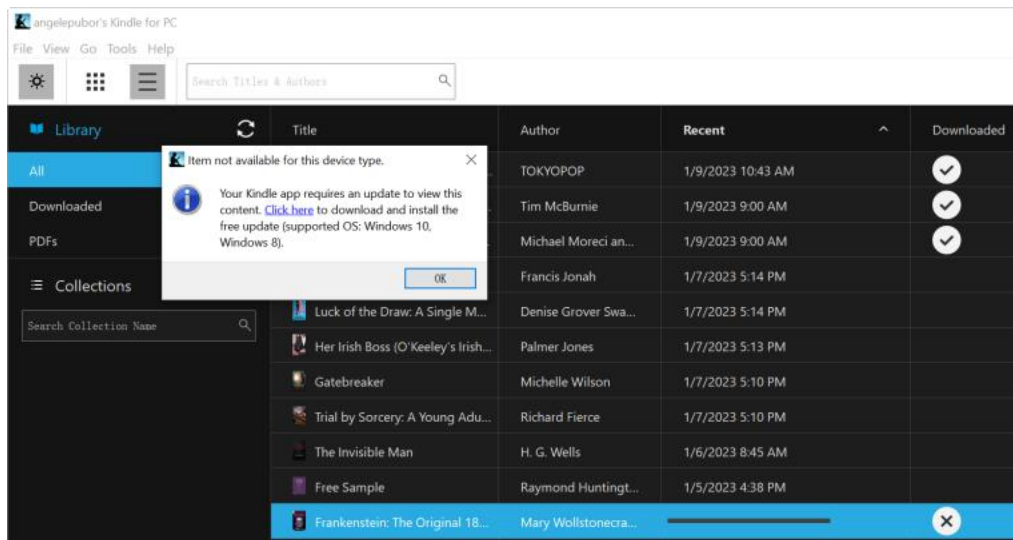 angelepubor's Kindle for PC
File View Go Tools Help
Search Titles & Authors
Library
Title Author Recent Downloaded
All
TOKYOPOP 1/9/2023 10:43 AM
Downloaded
Tim McBurnie 1/9/2023 9:00 AM
PDFs
Michael Moreci an... 1/9/2023 9:00 AM
Item not available for this device type.
Your Kindle app requires an update to view this
content. Click here to download and install the
free update (supported OS: Windows 10,
Windows 8).
OK
Collections
Search Collection Name
Francis Jonah 1/7/2023 5:14 PM
Luck of the Draw: A Single M... Denise Grover Swa... 1/7/2023 5:14 PM
Her Irish Boss (O'Keeley's Irish... Palmer Jones 1/7/2023 5:13 PM
Gatebreaker Michelle Wilson 1/7/2023 5:10 PM
Trial by Sorcery: A Young Adu... Richard Fierce 1/7/2023 5:10 PM
The Invisible Man H. G. Wells 1/6/2023 8:45 AM
Free Sample Raymond Huntingt... 1/5/2023 4:38 PM
Frankenstein: The Original 18... Mary Wollstonecra...